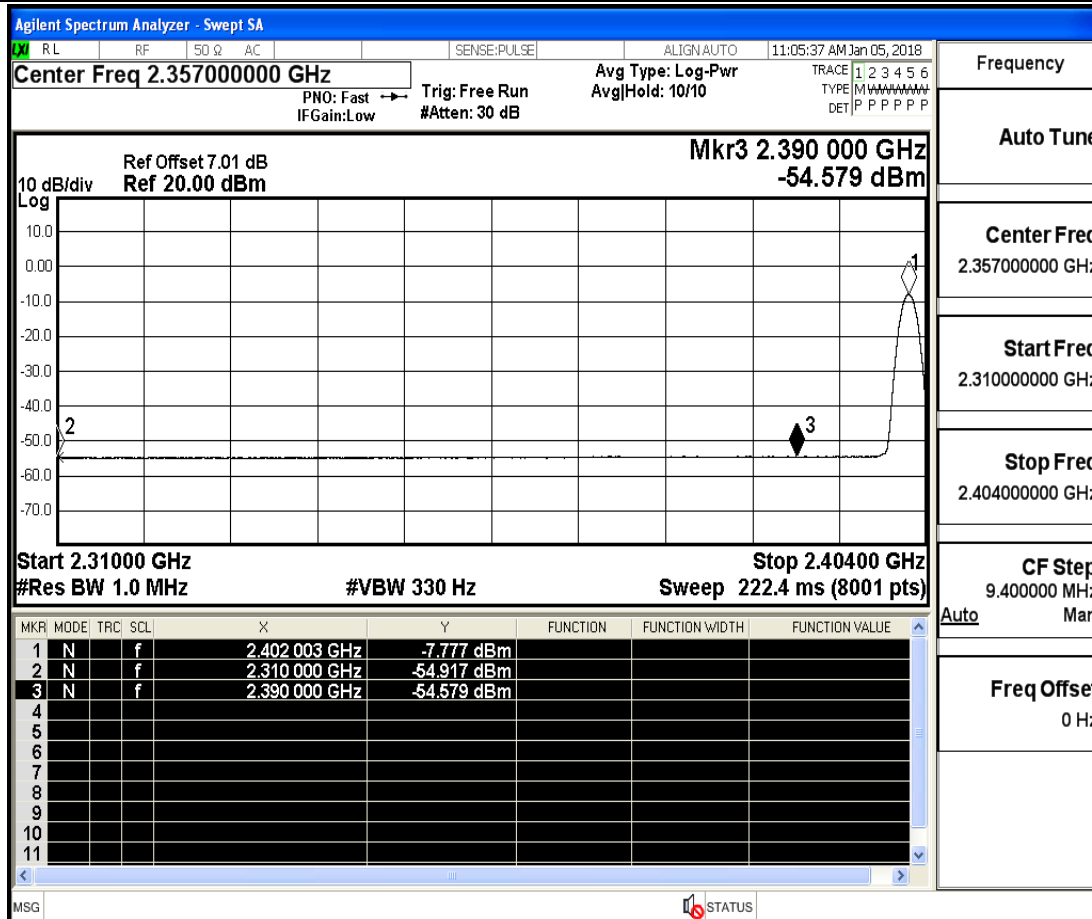 Agilent Spectrum Analyzer - Swept SA
LXI RL RF 50 Ω AC SENSE:PULSE ALIGN AUTO 11:05:37 AM Jan 05, 2018
Center Freq 2.357000000 GHz
PNO: Fast
IFGain:Low
Trig: Free Run
#Atten: 30 dB
Avg Type: Log-Pwr
Avg|Hold: 10/10
TRACE 1 2 3 4 5 6
TYPE M WWWWW
DET P P P P P P
Mkr3 2.390 000 GHz
-54.579 dBm
Ref Offset 7.01 dB
10 dB/div Ref 20.00 dBm
Log
10.0
0.00
-10.0
-20.0
-30.0
-40.0
-50.0
-60.0
-70.0
1
2
3
Start 2.31000 GHz Stop 2.40400 GHz
#Res BW 1.0 MHz #VBW 330 Hz Sweep 222.4 ms (8001 pts)
MKR MODE TRC SCL X Y FUNCTION FUNCTION WIDTH FUNCTION VALUE
1 N f 2.402 003 GHz -7.777 dBm
2 N f 2.310 000 GHz -54.917 dBm
3 N f 2.390 000 GHz -54.579 dBm
4
5
6
7
8
9
10
11
MSG STATUS
Frequency
Auto Tune
Center Freq
2.357000000 GHz
Start Freq
2.310000000 GHz
Stop Freq
2.404000000 GHz
CF Step
9.400000 MHz
Auto Man
Freq Offset
0 Hz